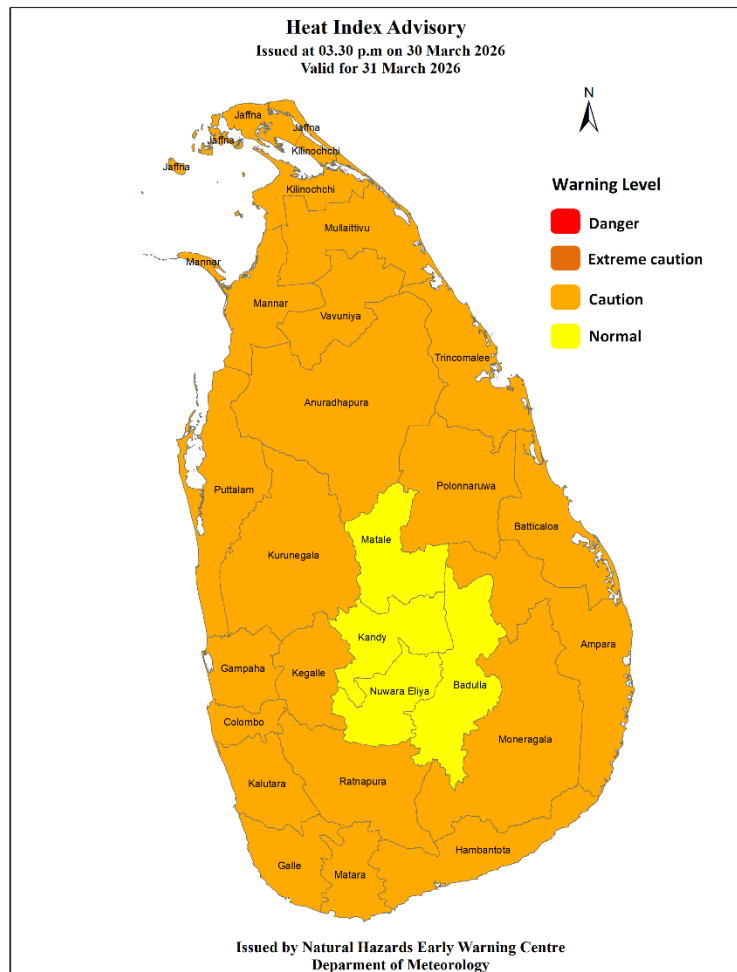 Heat Index Advisory
Issued at 03.30 p.m on 30 March 2026
Valid for 31 March 2026
N
Warning Level
Danger
Extreme caution
Caution
Normal
Jaffna
Jaffna
Jaffna
Kilinochchi
Jaffna
Kilinochchi
Mullaittivu
Mannar
Mannar
Vavuniya
Trincomalee
Anuradhapura
Polonnaruwa
Puttalam
Batticaloa
Matale
Kurunegala
Kandy
Ampara
Gampaha
Kegalle
Badulla
Nuwara Eliya
Colombo
Moneragala
Kalutara
Ratnapura
Hambantota
Galle
Matara
Issued by Natural Hazards Early Warning Centre
Deparment of Meteorology